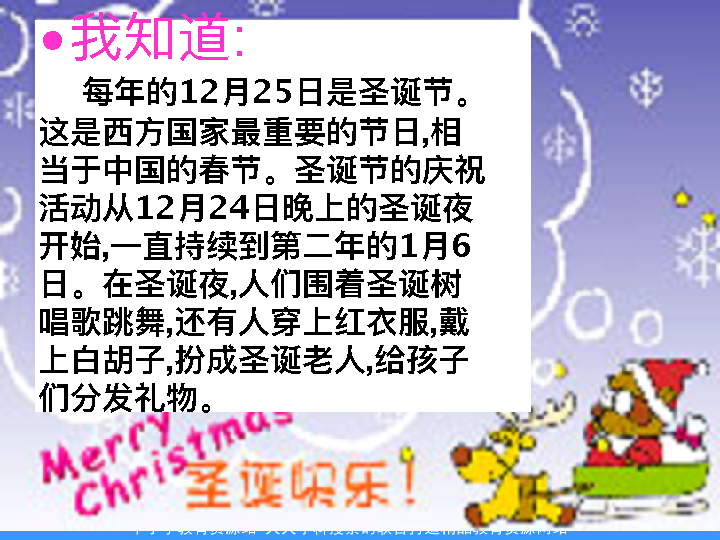 •我知道:
每年的12月25日是圣诞节。
这是西方国家最重要的节日,相
当于中国的春节。圣诞节的庆祝
活动从12月24日晚上的圣诞夜
开始,一直持续到第二年的1月6
日。在圣诞夜,人们围着圣诞树
唱歌跳舞,还有人穿上红衣服,戴
上白胡子,扮成圣诞老人,给孩子
们分发礼物。
Merry
Christmas
圣诞快乐!